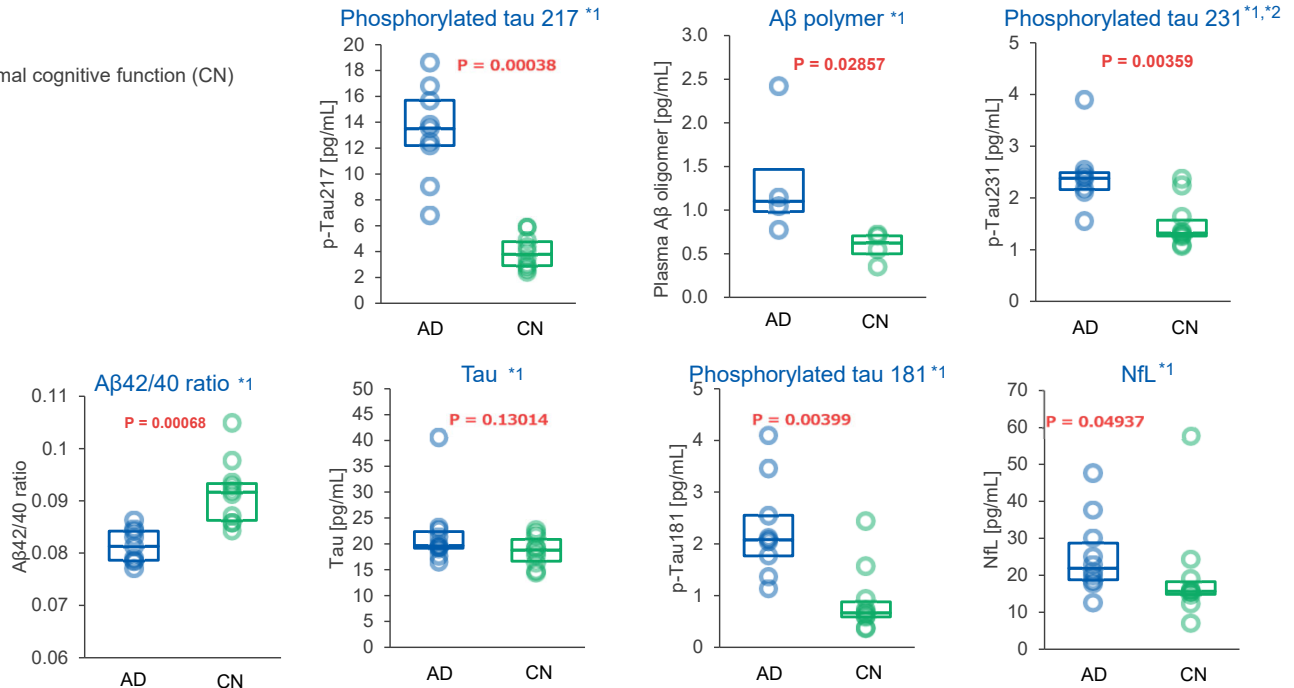 mal cognitive function (CN)
Phosphorylated tau 217 *1
P = 0.00038
p-Tau217 [pg/mL]
20
18
16
14
12
10
8
6
4
2
0
AD
CN
Aβ polymer *1
P = 0.02857
Plasma Aβ oligomer [pg/mL]
3.0
2.5
2.0
1.5
1.0
0.5
0.0
AD
CN
Phosphorylated tau 231*1,*2
P = 0.00359
p-Tau231 [pg/mL]
5
4
3
2
1
0
AD
CN
Aβ42/40 ratio *1
P = 0.00068
Aβ42/40 ratio
0.11
0.1
0.09
0.08
0.07
0.06
AD
CN
Tau *1
P = 0.13014
Tau [pg/mL]
50
45
40
35
30
25
20
15
10
5
0
AD
CN
Phosphorylated tau 181*1
P = 0.00399
p-Tau181 [pg/mL]
5
4
3
2
1
0
AD
CN
NfL*1
P = 0.04937
NfL [pg/mL]
70
60
50
40
30
20
10
0
AD
CN